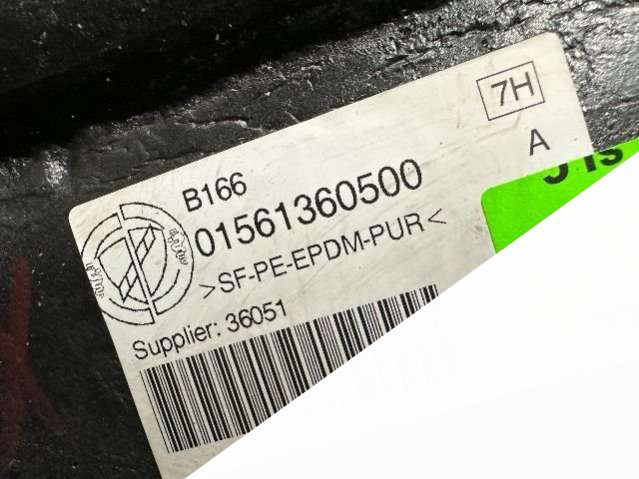 7H
A
B166
01561360500
>SF-PE-EPDM-PUR<
Supplier: 36051